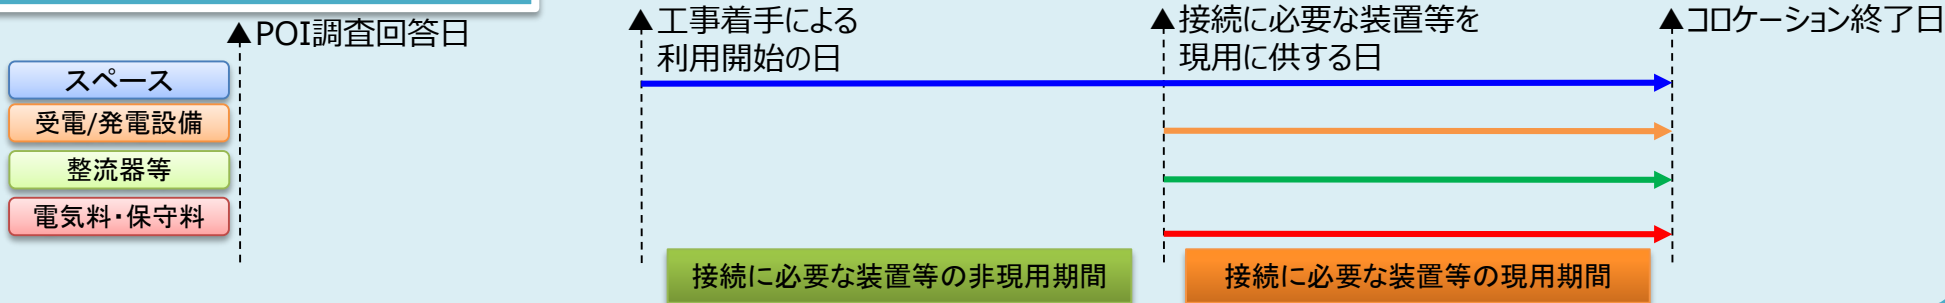 ▲POI調査回答日
▲工事着手による
利用開始の日
▲接続に必要な装置等を
現用に供する日
▲コロケーション終了日
スペース
受電/発電設備
整流器等
電気料・保守料
接続に必要な装置等の非現用期間
接続に必要な装置等の現用期間